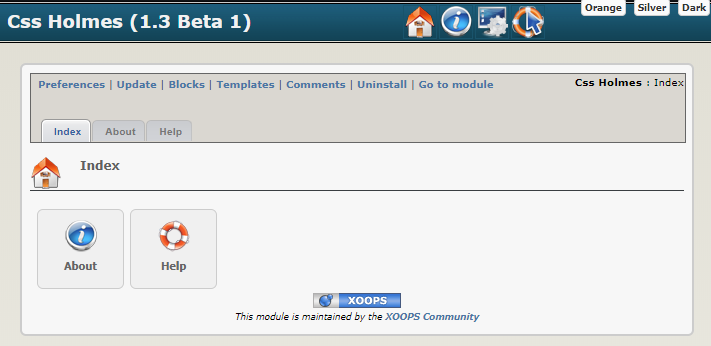 Css Holmes (1.3 Beta 1)
Orange Silver Dark
Preferences | Update | Blocks | Templates | Comments | Uninstall | Go to module
Css Holmes : Index
Index About Help
Index
About Help
XOOPS
This module is maintained by the XOOPS Community